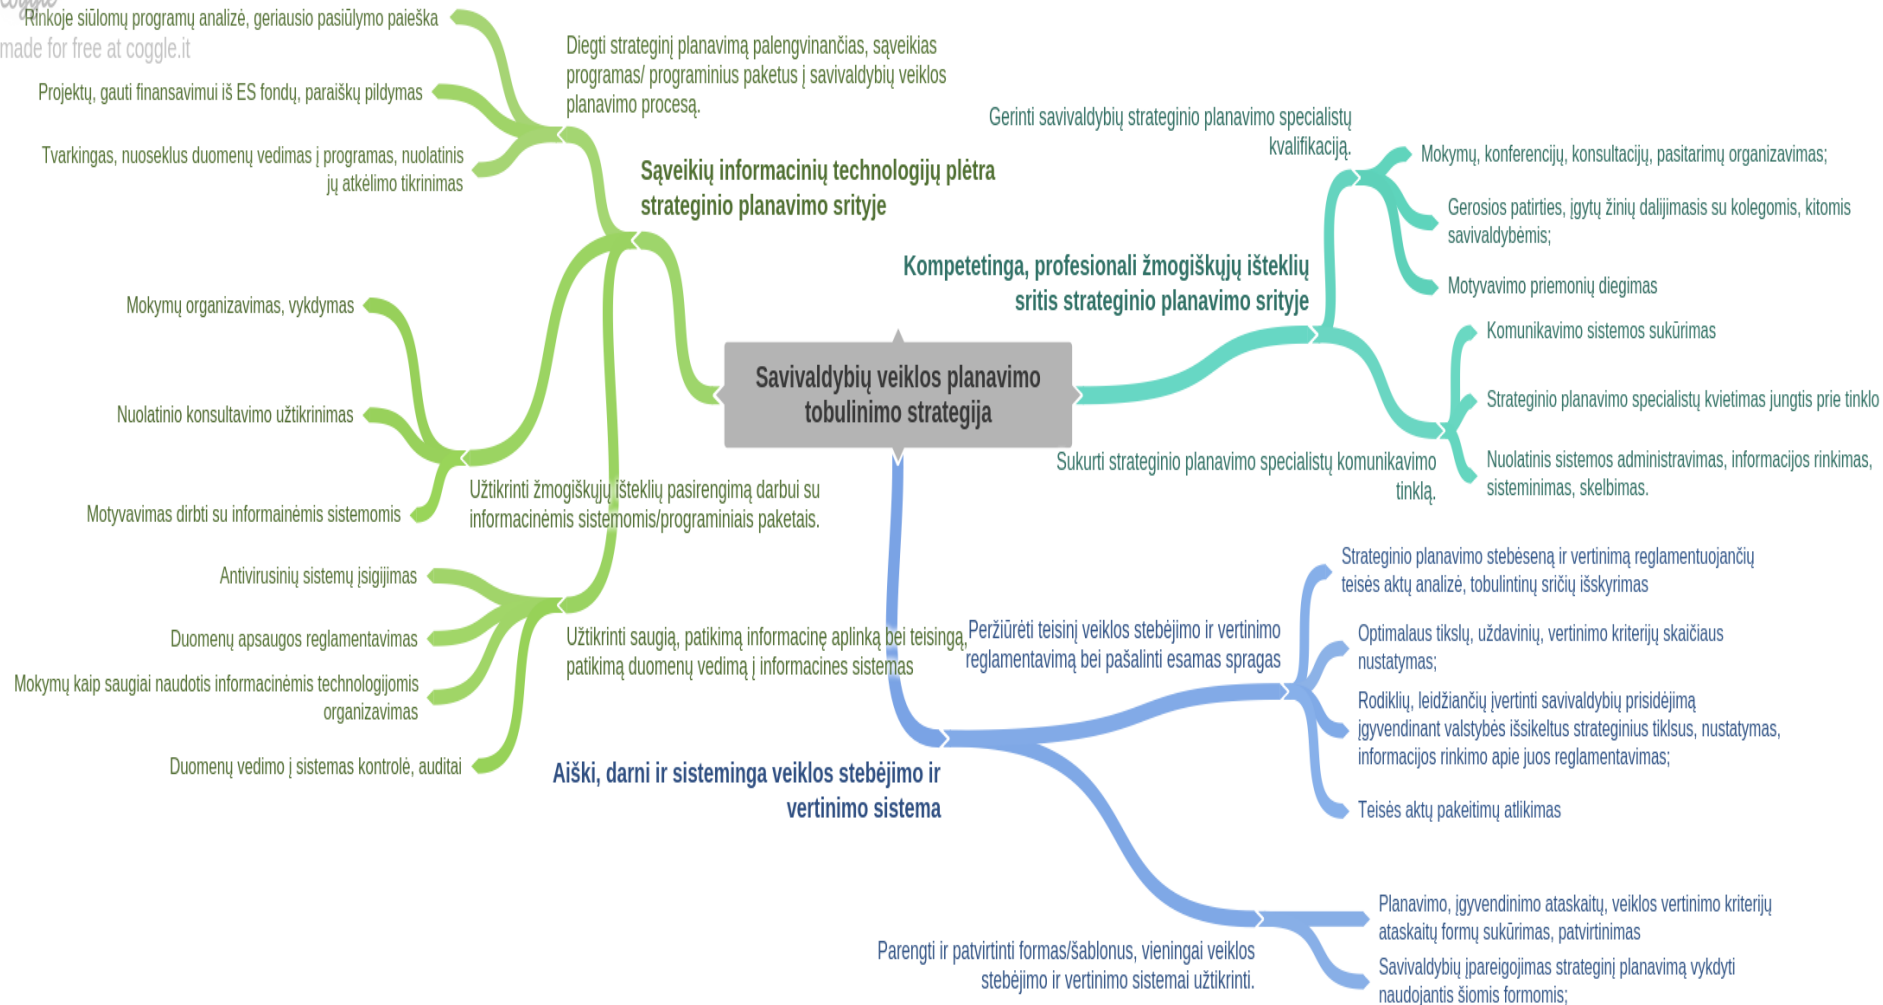 coggle
made for free at coggle.it
Rinkoje siūlomų programų analizė, geriausio pasiūlymo paieška
Projektų, gauti finansavimui iš ES fondų, paraiškų pildymas
Tvarkingas, nuoseklus duomenų vedimas į programas, nuolatinis
jų atkėlimo tikrinimas
Diegti strateginį planavimą palengvinančias, sąveikias
programas/ programinius paketus į savivaldybių veiklos
planavimo procesą.
Sąveikių informacinių technologijų plėtra
strateginio planavimo srityje
Mokymų organizavimas, vykdymas
Nuolatinio konsultavimo užtikrinimas
Motyvavimas dirbti su informainėmis sistemomis
Užtikrinti žmogiškųjų išteklių pasirengimą darbui su
informacinėmis sistemomis/programiniais paketais.
Antivirusinių sistemų įsigijimas
Duomenų apsaugos reglamentavimas
Mokymų kaip saugiai naudotis informacinėmis technologijomis
organizavimas
Duomenų vedimo į sistemas kontrolė, auditai
Užtikrinti saugią, patikimą informacinę aplinką bei teisingą,
patikimą duomenų vedimą į informacines sistemas
Savivaldybių veiklos planavimo
tobulinimo strategija
Gerinti savivaldybių strateginio planavimo specialistų
kvalifikaciją.
Mokymų, konferencijų, konsultacijų, pasitarimų organizavimas;
Gerosios patirties, įgytų žinių dalijimasis su kolegomis, kitomis
savivaldybėmis;
Motyvavimo priemonių diegimas
Kompetetinga, profesionali žmogiškųjų išteklių
sritis strateginio planavimo srityje
Komunikavimo sistemos sukūrimas
Strateginio planavimo specialistų kvietimas jungtis prie tinklo
Nuolatinis sistemos administravimas, informacijos rinkimas,
sisteminimas, skelbimas.
Sukurti strateginio planavimo specialistų komunikavimo
tinklą.
Strateginio planavimo stebėseną ir vertinimą reglamentuojančių
teisės aktų analizė, tobulintinų sričių išskyrimas
Peržiūrėti teisinį veiklos stebėjimo ir vertinimo
reglamentavimą bei pašalinti esamas spragas
Optimalaus tikslų, uždavinių, vertinimo kriterijų skaičiaus
nustatymas;
Rodiklių, leidžiančių įvertinti savivaldybių prisidėjimą
įgyvendinant valstybės išsikeltus strateginius tiklsus, nustatymas,
informacijos rinkimo apie juos reglamentavimas;
Teisės aktų pakeitimų atlikimas
Aiški, darni ir sisteminga veiklos stebėjimo ir
vertinimo sistema
Planavimo, įgyvendinimo ataskaitų, veiklos vertinimo kriterijų
ataskaitų formų sukūrimas, patvirtinimas
Parengti ir patvirtinti formas/šablonus, vieningai veiklos
stebėjimo ir vertinimo sistemai užtikrinti.
Savivaldybių įpareigojimas strateginį planavimą vykdyti
naudojantis šiomis formomis;